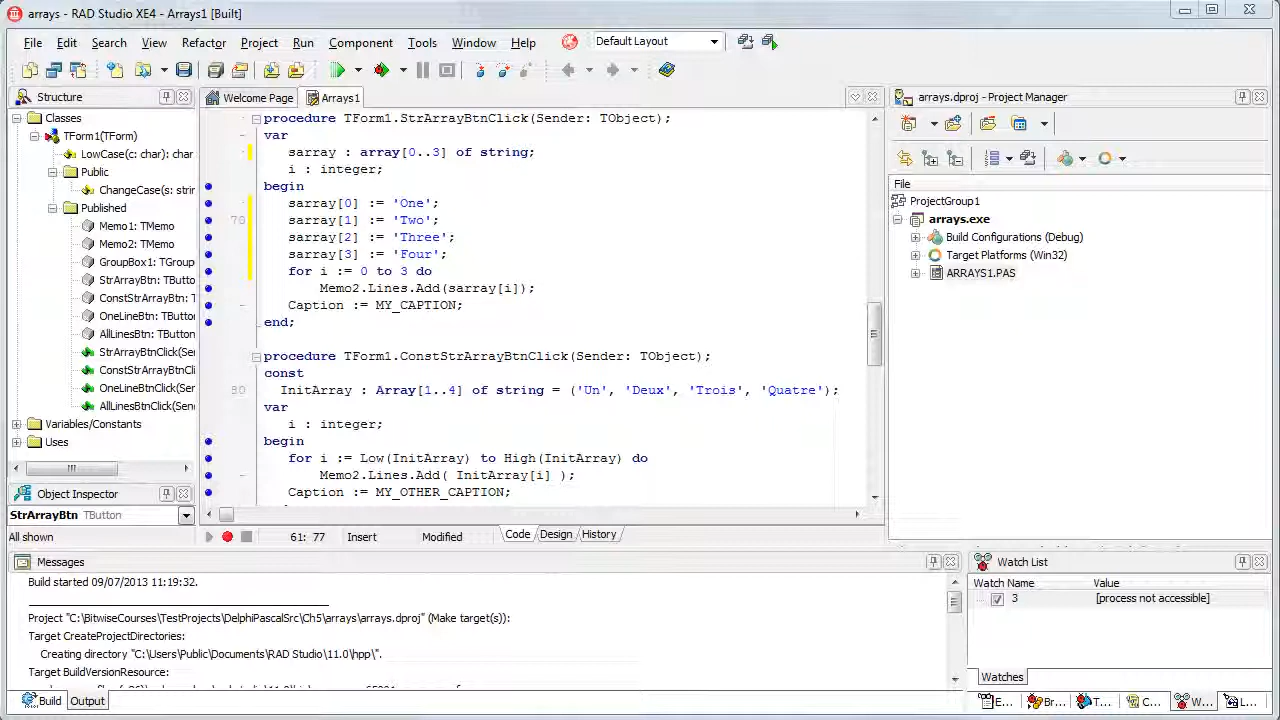 arrays - RAD Studio XE4 - Arrays1 [Built]
File Edit Search View Refactor Project Run Component Tools Window Help Default Layout
Structure
Classes
TForm1(TForm)
LowCase(c: char): char
Public
ChangeCase(s: strin
Published
Memo1: TMemo
Memo2: TMemo
GroupBox1: TGroup
StrArrayBtn: TButto
ConstStrArrayBtn: T
OneLineBtn: TButton
AllLinesBtn: TButton
StrArrayBtnClick(Se
ConstStrArrayBtnCl
OneLineBtnClick(Sen
AllLinesBtnClick(Sen
Variables/Constants
Uses
Object Inspector
StrArrayBtn TButton
All shown
Welcome Page Arrays1
procedure TForm1.StrArrayBtnClick(Sender: TObject);
var
sarray : array[0..3] of string;
i : integer;
begin
sarray[0] := 'One';
70 sarray[1] := 'Two';
sarray[2] := 'Three';
sarray[3] := 'Four';
for i := 0 to 3 do
Memo2.Lines.Add(sarray[i]);
Caption := MY_CAPTION;
end;
procedure TForm1.ConstStrArrayBtnClick(Sender: TObject);
const
80 InitArray : Array[1..4] of string = ('Un', 'Deux', 'Trois', 'Quatre');
var
i : integer;
begin
for i := Low(InitArray) to High(InitArray) do
Memo2.Lines.Add( InitArray[i] );
Caption := MY_OTHER_CAPTION;
61: 77 Insert Modified Code Design History
arrays.dproj - Project Manager
File
ProjectGroup1
arrays.exe
Build Configurations (Debug)
Target Platforms (Win32)
ARRAYS1.PAS
Messages
Build started 09/07/2013 11:19:32.
Project "C:\BitwiseCourses\TestProjects\DelphiPascalSrc\Ch5\arrays\arrays.dproj" (Make target(s)):
Target CreateProjectDirectories:
Creating directory "C:\Users\Public\Documents\RAD Studio\11.0\hpp\".
Target BuildVersionResource:
Build Output
Watch List
Watch Name Value
3 [process not accessible]
Watches
E... Br... T... C... W... L...